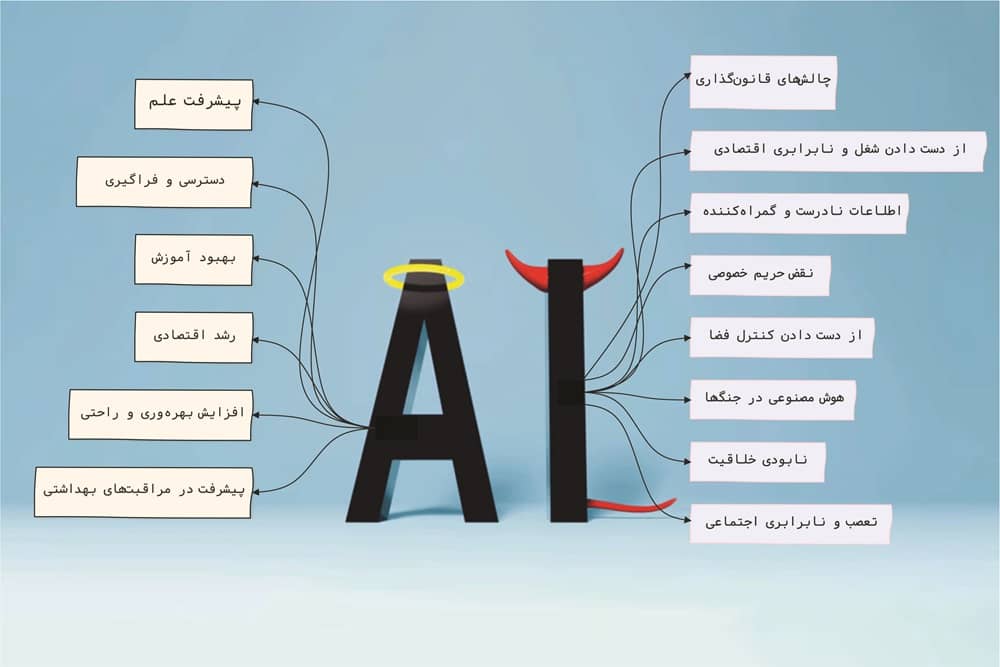 پیشرفت علم
دسترسی و فراگیری
بهبود آموزش
رشد اقتصادی
افزایش بهره‌وری و راحتی
پیشرفت در مراقبت‌های بهداشتی
AI
چالش‌های قانون‌گذاری
از دست دادن شغل و نابرابری اقتصادی
اطلاعات نادرست و گمراه‌کننده
نقض حریم خصوصی
از دست دادن کنترل فضا
هوش مصنوعی در جنگ‌ها
نابودی خلاقیت
تعصب و نابرابری اجتماعی